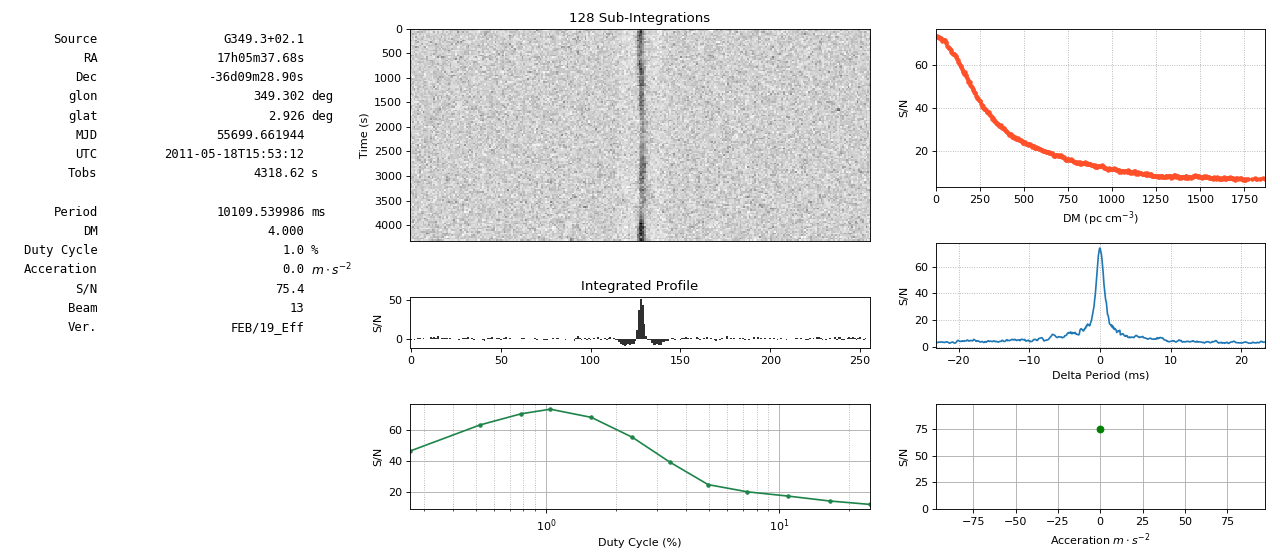 Source G349.3+02.1
RA 17h05m37.68s
Dec -36d09m28.90s
glon 349.302 deg
glat 2.926 deg
MJD 55699.661944
UTC 2011-05-18T15:53:12
Tobs 4318.62 s
Period 10109.539986 ms
DM 4.000
Duty Cycle 1.0 %
Acceration 0.0 m · s⁻²
S/N 75.4
Beam 13
Ver. FEB/19_Eff
128 Sub-Integrations
Time (s)
0
500
1000
1500
2000
2500
3000
3500
4000
Integrated Profile
S/N
50
0
0 50 100 150 200 250
S/N
60
40
20
10⁰ 10¹
Duty Cycle (%)
S/N
60
40
20
0 250 500 750 1000 1250 1500 1750
DM (pc cm⁻³)
S/N
60
40
20
0
−20 −10 0 10 20
Delta Period (ms)
S/N
75
50
25
0
−75 −50 −25 0 25 50 75
Acceration m · s⁻²